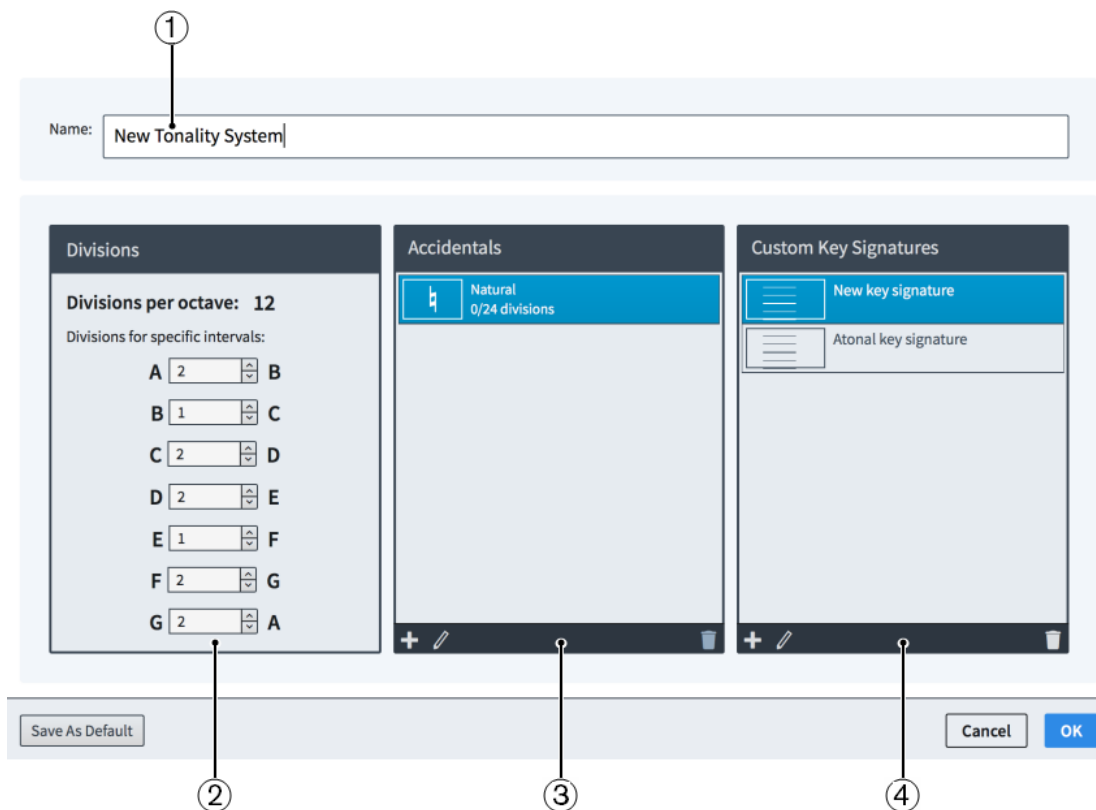 ①
Name: New Tonality System
Divisions
Divisions per octave: 12
Divisions for specific intervals:
A 2 B
B 1 C
C 2 D
D 2 E
E 1 F
F 2 G
G 2 A
Accidentals
Natural
0/24 divisions
Custom Key Signatures
New key signature
Atonal key signature
Save As Default
Cancel OK
② ③ ④